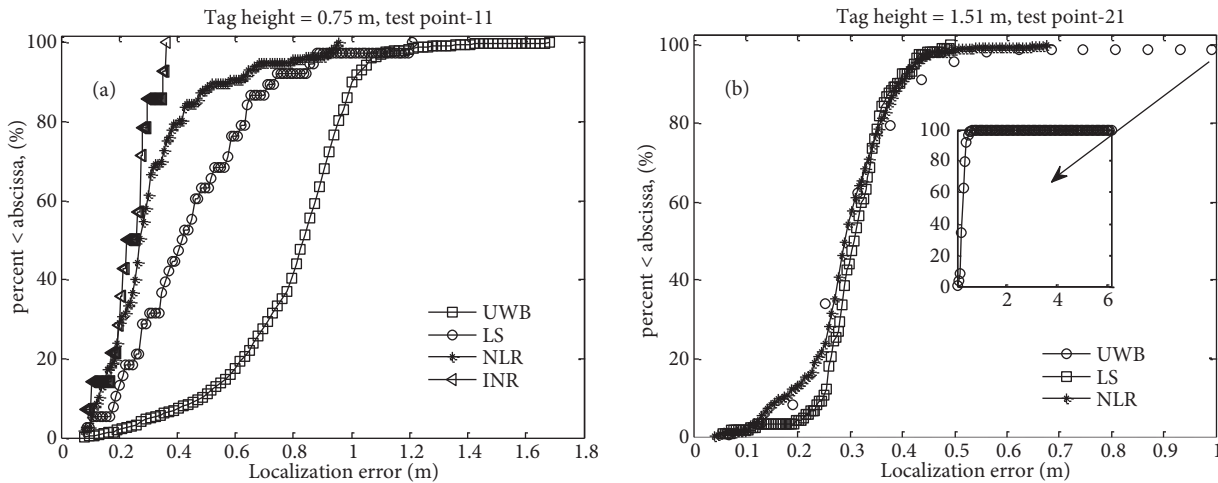 Tag height = 0.75 m, test point-11
100
80
60
40
20
0
percent < abscissa, (%)
(a)
UWB
LS
NLR
INR
0 0.2 0.4 0.6 0.8 1 1.2 1.4 1.6 1.8
Localization error (m)
Tag height = 1.51 m, test point-21
100
80
60
40
20
0
percent < abscissa, (%)
(b)
100
80
60
40
20
0
2 4 6
UWB
LS
NLR
0 0.1 0.2 0.3 0.4 0.5 0.6 0.7 0.8 0.9 1
Localization error (m)